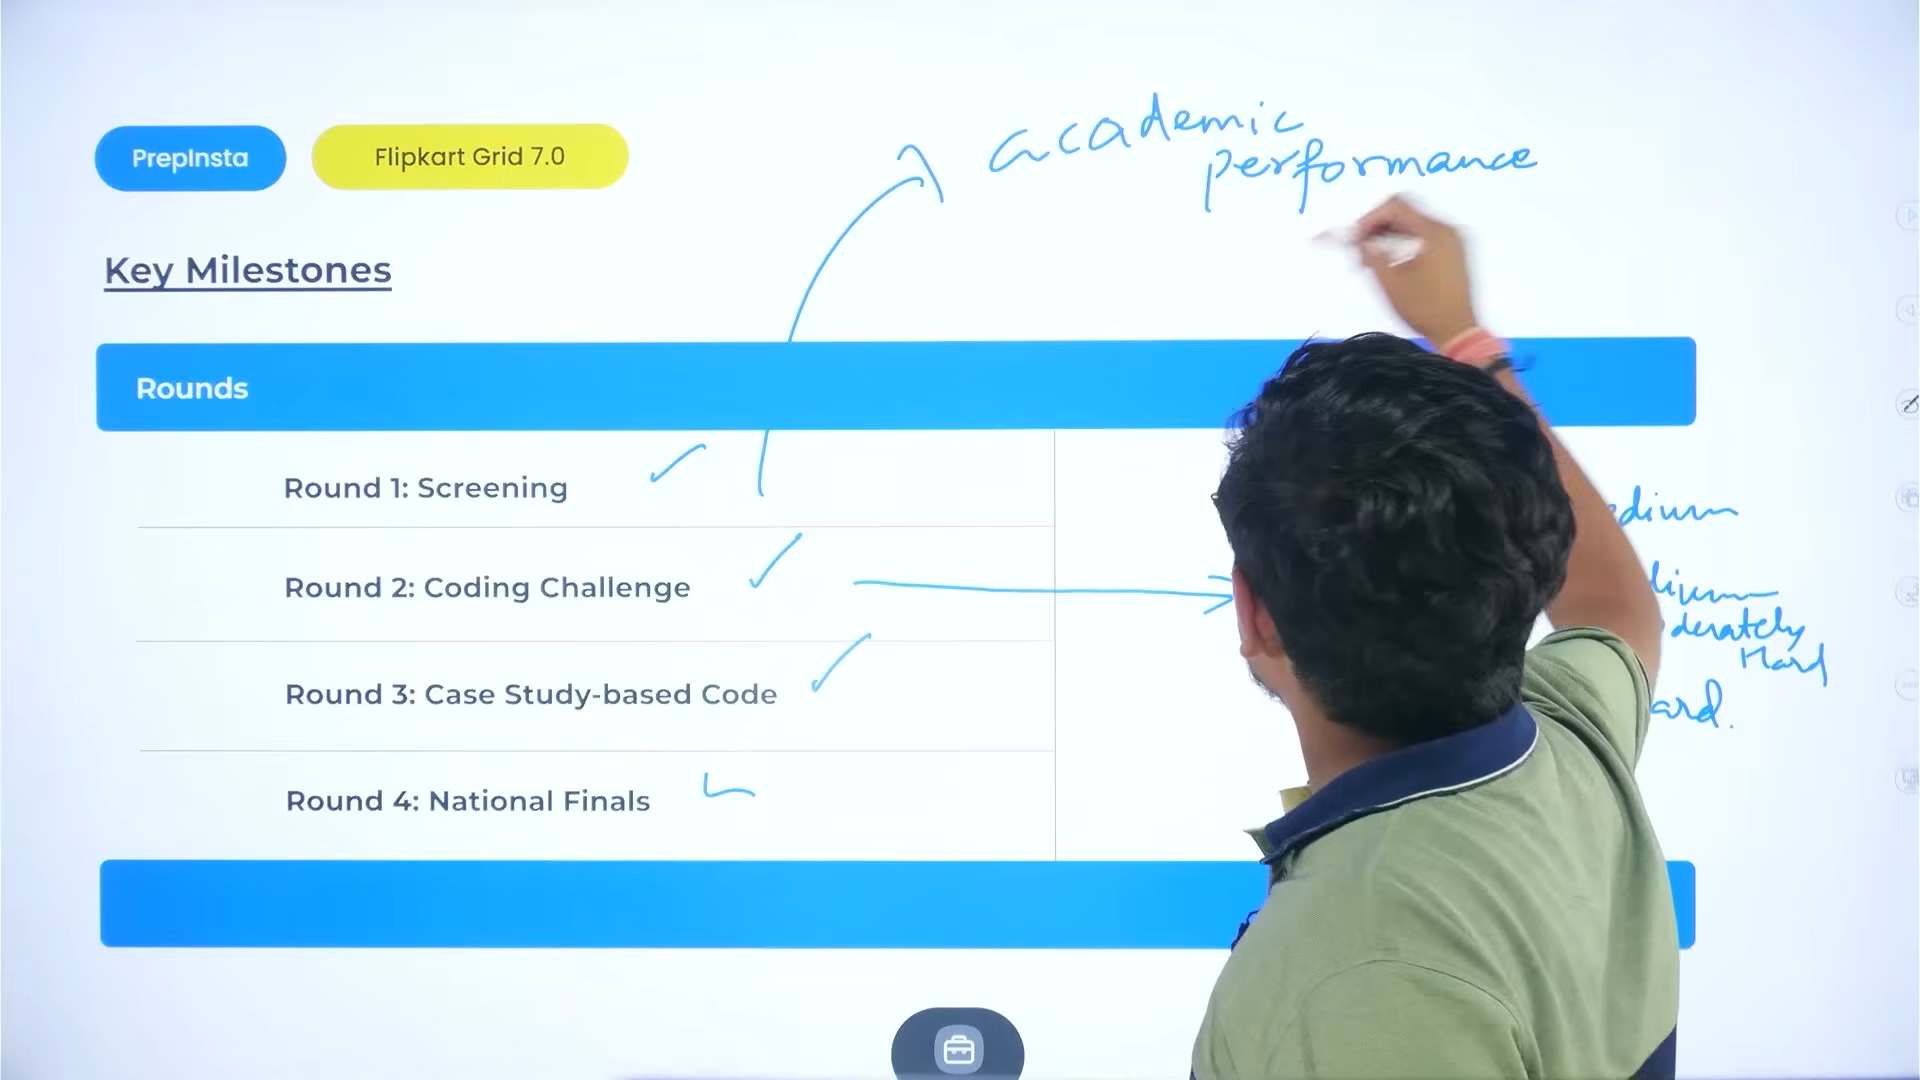 PrepInsta
Flipkart Grid 7.0
academic
performance
Key Milestones
Rounds
Round 1: Screening
Round 2: Coding Challenge
Round 3: Case Study-based Code
Round 4: National Finals
Hard